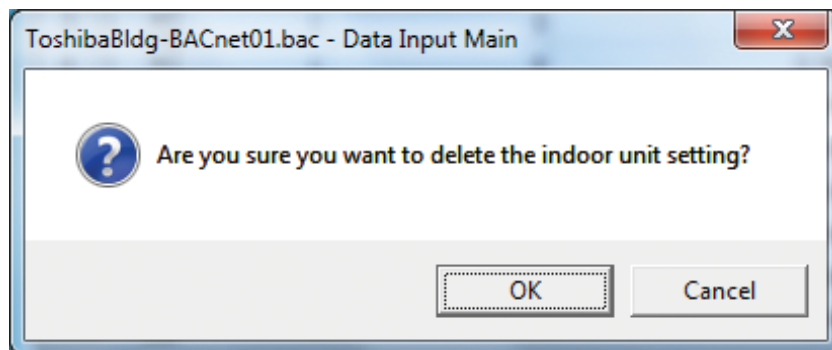 ToshibaBldg-BACnet01.bac - Data Input Main
Are you sure you want to delete the indoor unit setting?
OK
Cancel